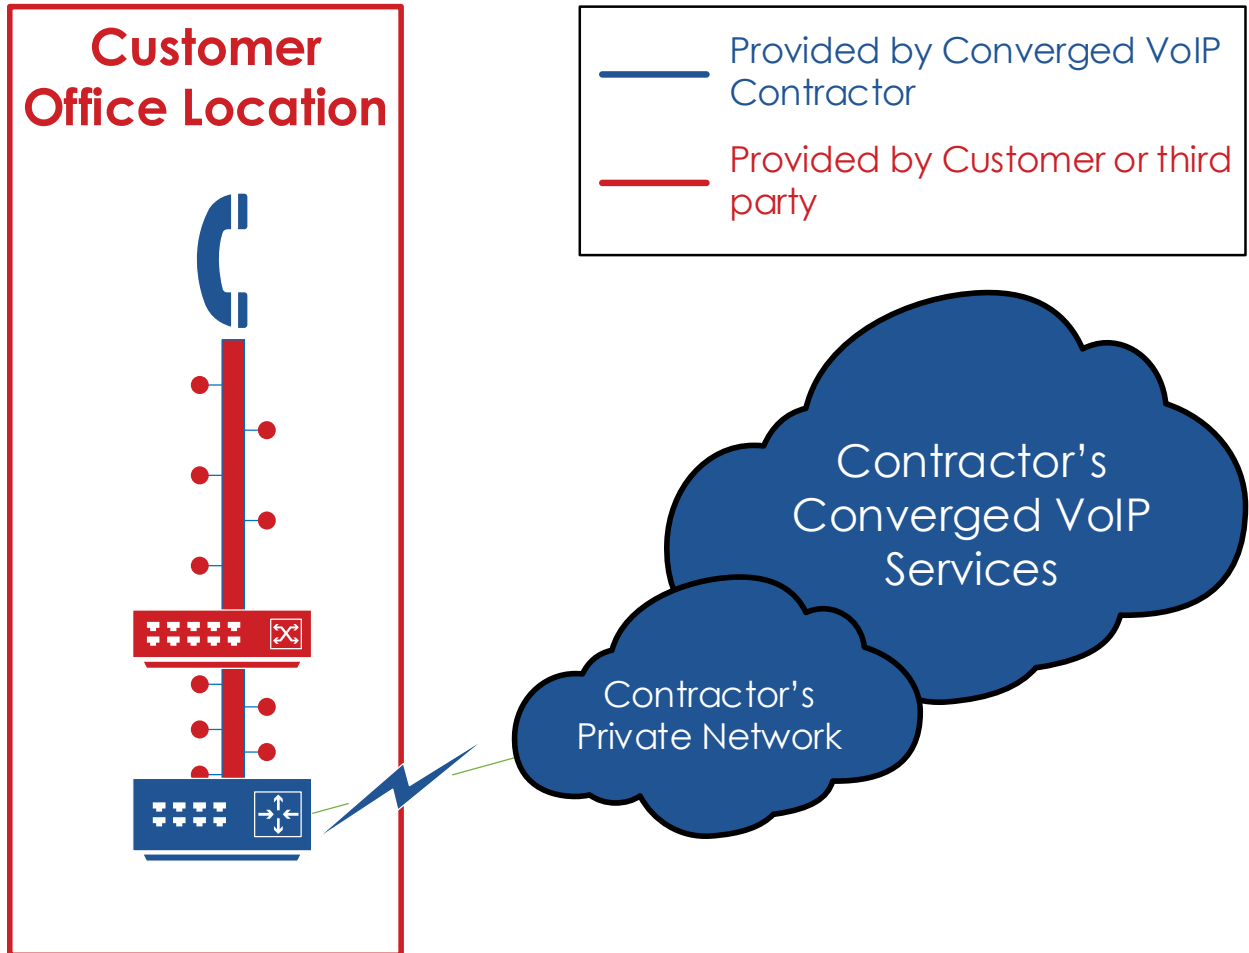 Customer
Office Location
Provided by Converged VoIP
Contractor
Provided by Customer or third
party
Contractor’s
Converged VoIP
Services
Contractor’s
Private Network